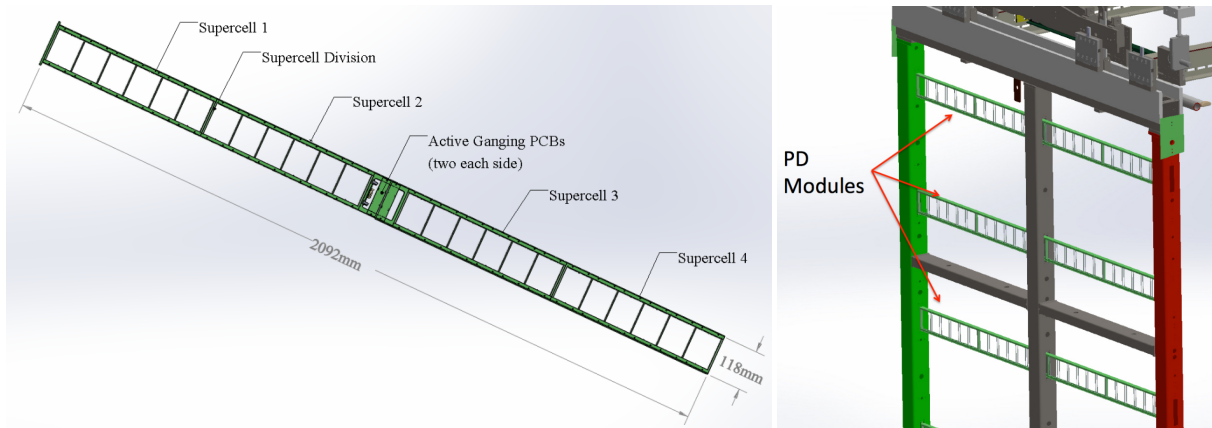 Supercell 1
Supercell Division
Supercell 2
Active Ganging PCBs
(two each side)
Supercell 3
Supercell 4
2092mm
118mm
PD
Modules